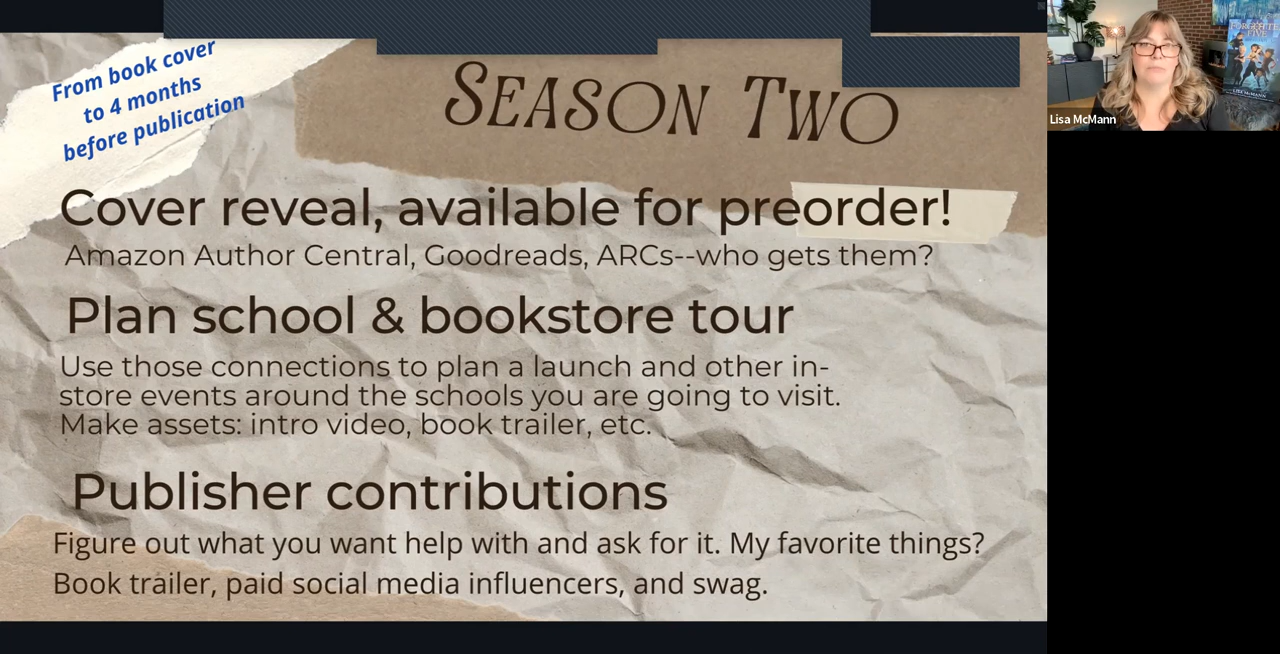 From book cover
to 4 months
before publication
SEASON TWO
Cover reveal, available for preorder!
Amazon Author Central, Goodreads, ARCs--who gets them?
Plan school & bookstore tour
Use those connections to plan a launch and other in-
store events around the schools you are going to visit.
Make assets: intro video, book trailer, etc.
Publisher contributions
Figure out what you want help with and ask for it. My favorite things?
Book trailer, paid social media influencers, and swag.
FORGOTTEN
FIVE
LISA McMANN
Lisa McMann